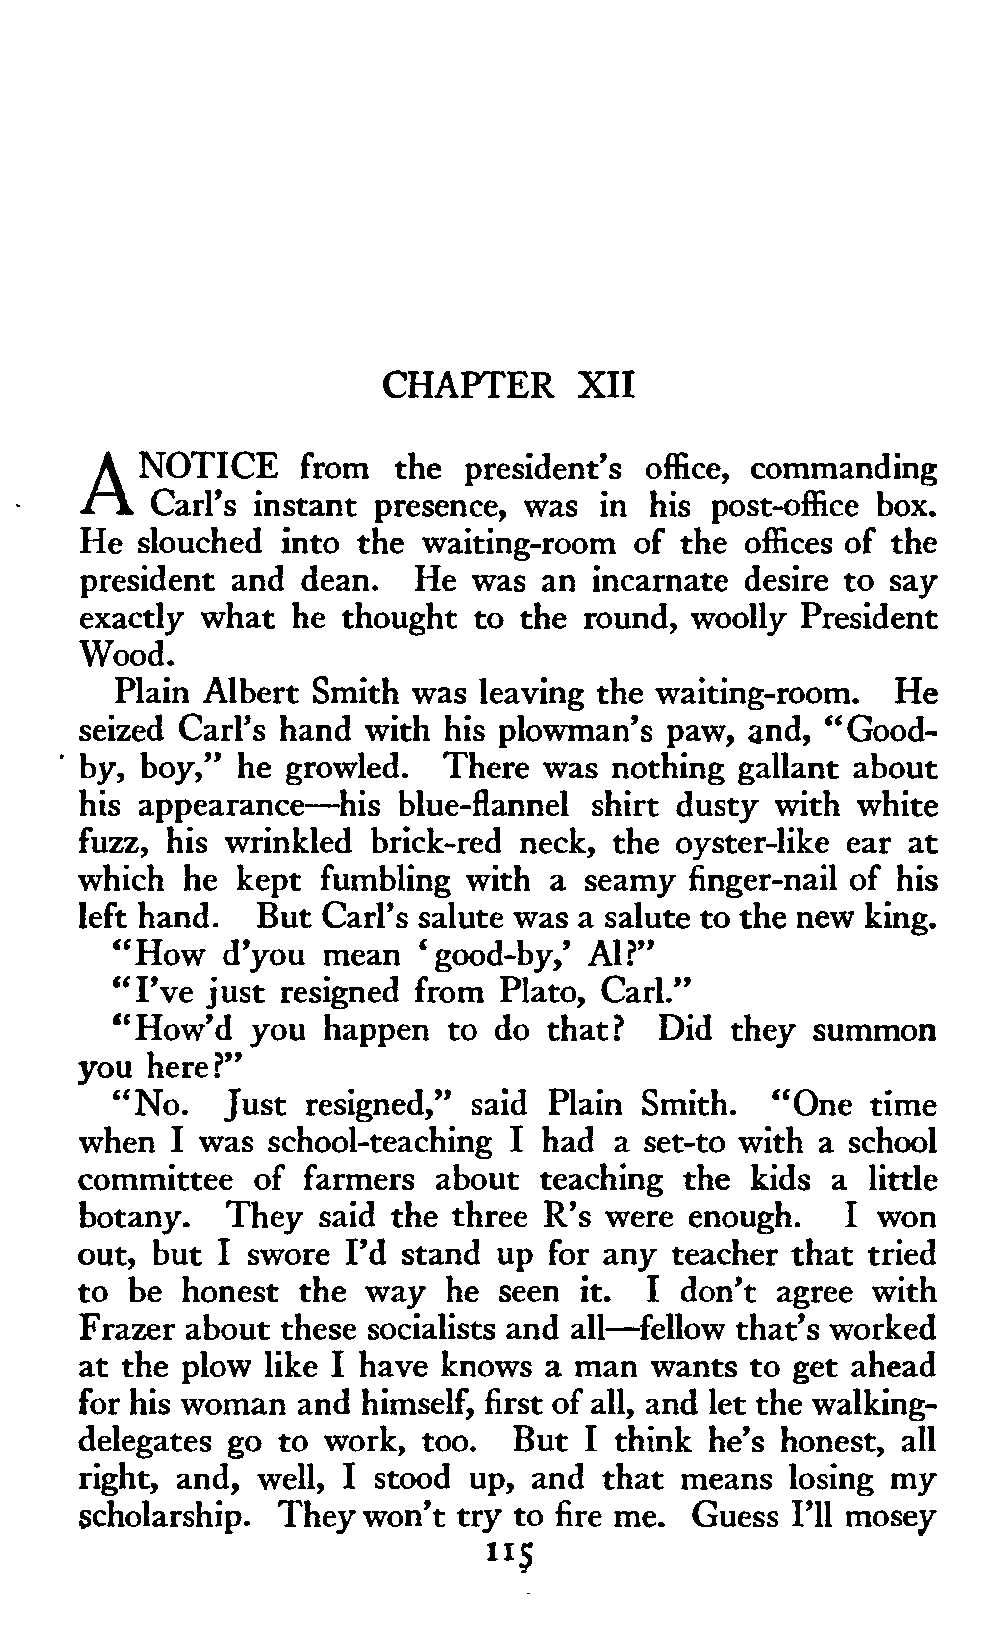 CHAPTER XII
A NOTICE from the president's office, commanding
Carl's instant presence, was in his post-office box.
He slouched into the waiting-room of the offices of the
president and dean. He was an incarnate desire to say
exactly what he thought to the round, woolly President
Wood.
Plain Albert Smith was leaving the waiting-room. He
seized Carl's hand with his plowman's paw, and, "Good-
by, boy," he growled. There was nothing gallant about
his appearance—his blue-flannel shirt dusty with white
fuzz, his wrinkled brick-red neck, the oyster-like ear at
which he kept fumbling with a seamy finger-nail of his
left hand. But Carl's salute was a salute to the new king.
"How d'you mean 'good-by,' Al?"
"I've just resigned from Plato, Carl."
"How'd you happen to do that? Did they summon
you here?"
"No. Just resigned," said Plain Smith. "One time
when I was school-teaching I had a set-to with a school
committee of farmers about teaching the kids a little
botany. They said the three R's were enough. I won
out, but I swore I'd stand up for any teacher that tried
to be honest the way he seen it. I don't agree with
Frazer about these socialists and all—fellow that's worked
at the plow like I have knows a man wants to get ahead
for his woman and himself, first of all, and let the walking-
delegates go to work, too. But I think he's honest, all
right, and, well, I stood up, and that means losing my
scholarship. They won't try to fire me. Guess I'll mosey
115